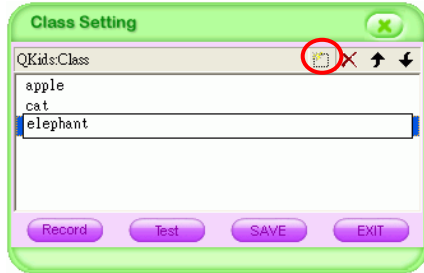 Class Setting
QKids:Class
apple
cat
elephant
Record Test SAVE EXIT